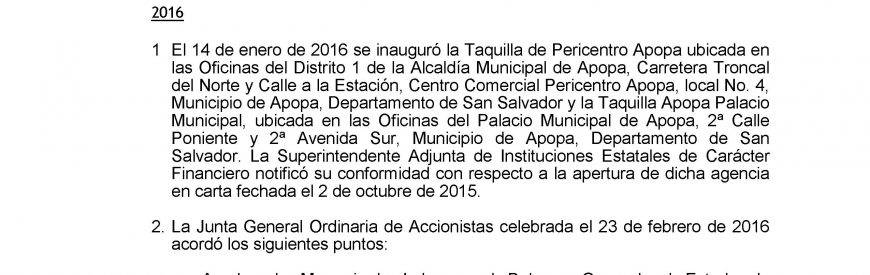 2016
1 El 14 de enero de 2016 se inauguró la Taquilla de Pericentro Apopa ubicada en
las Oficinas del Distrito 1 de la Alcaldía Municipal de Apopa, Carretera Troncal
del Norte y Calle a la Estación, Centro Comercial Pericentro Apopa, local No. 4,
Municipio de Apopa, Departamento de San Salvador y la Taquilla Apopa Palacio
Municipal, ubicada en las Oficinas del Palacio Municipal de Apopa, 2ª Calle
Poniente y 2ª Avenida Sur, Municipio de Apopa, Departamento de San
Salvador. La Superintendente Adjunta de Instituciones Estatales de Carácter
Financiero notificó su conformidad con respecto a la apertura de dicha agencia
en carta fechada el 2 de octubre de 2015.
2. La Junta General Ordinaria de Accionistas celebrada el 23 de febrero de 2016
acordó los siguientes puntos: